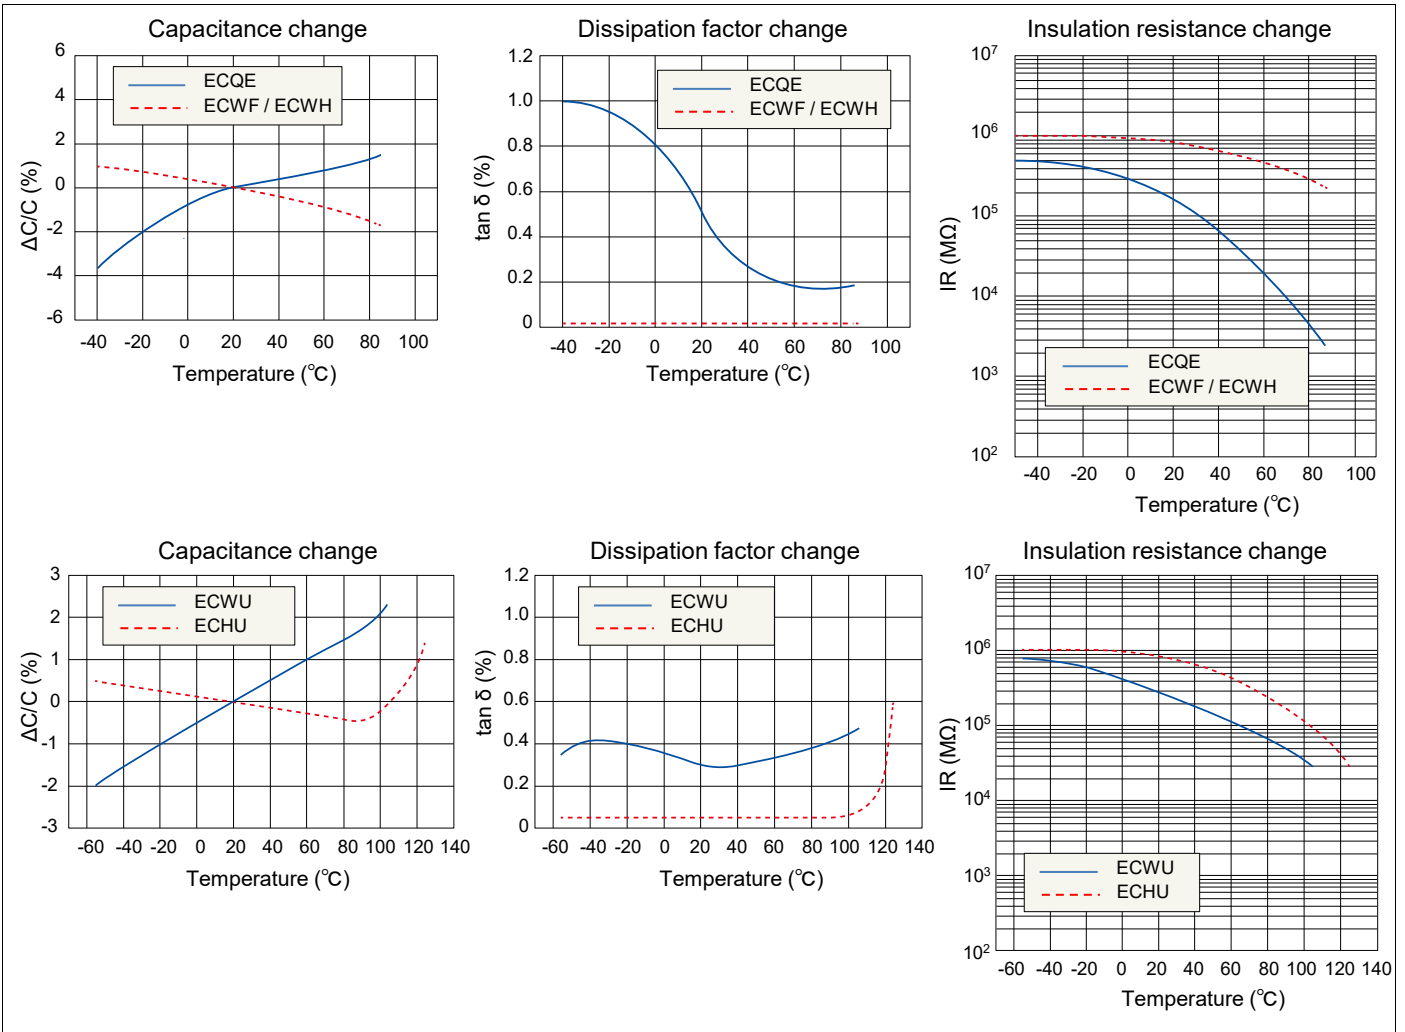 Capacitance change
6
4
2
0
-2
-4
-6
ΔC/C (%)
ECQE
ECWF / ECWH
-40 -20 0 20 40 60 80 100
Temperature (℃)
Dissipation factor change
1.2
1.0
0.8
0.6
0.4
0.2
0
tan δ (%)
ECQE
ECWF / ECWH
-40 -20 0 20 40 60 80 100
Temperature (℃)
Insulation resistance change
10⁷
10⁶
10⁵
10⁴
10³
10²
IR (MΩ)
ECQE
ECWF / ECWH
-40 -20 0 20 40 60 80 100
Temperature (℃)
Capacitance change
3
2
1
0
-1
-2
-3
ΔC/C (%)
ECWU
ECHU
-60 -40 -20 0 20 40 60 80 100 120 140
Temperature (℃)
Dissipation factor change
1.2
1.0
0.8
0.6
0.4
0.2
0
tan δ (%)
ECWU
ECHU
-60 -40 -20 0 20 40 60 80 100 120 140
Temperature (℃)
Insulation resistance change
10⁷
10⁶
10⁵
10⁴
10³
10²
IR (MΩ)
ECWU
ECHU
-60 -40 -20 0 20 40 60 80 100 120 140
Temperature (℃)